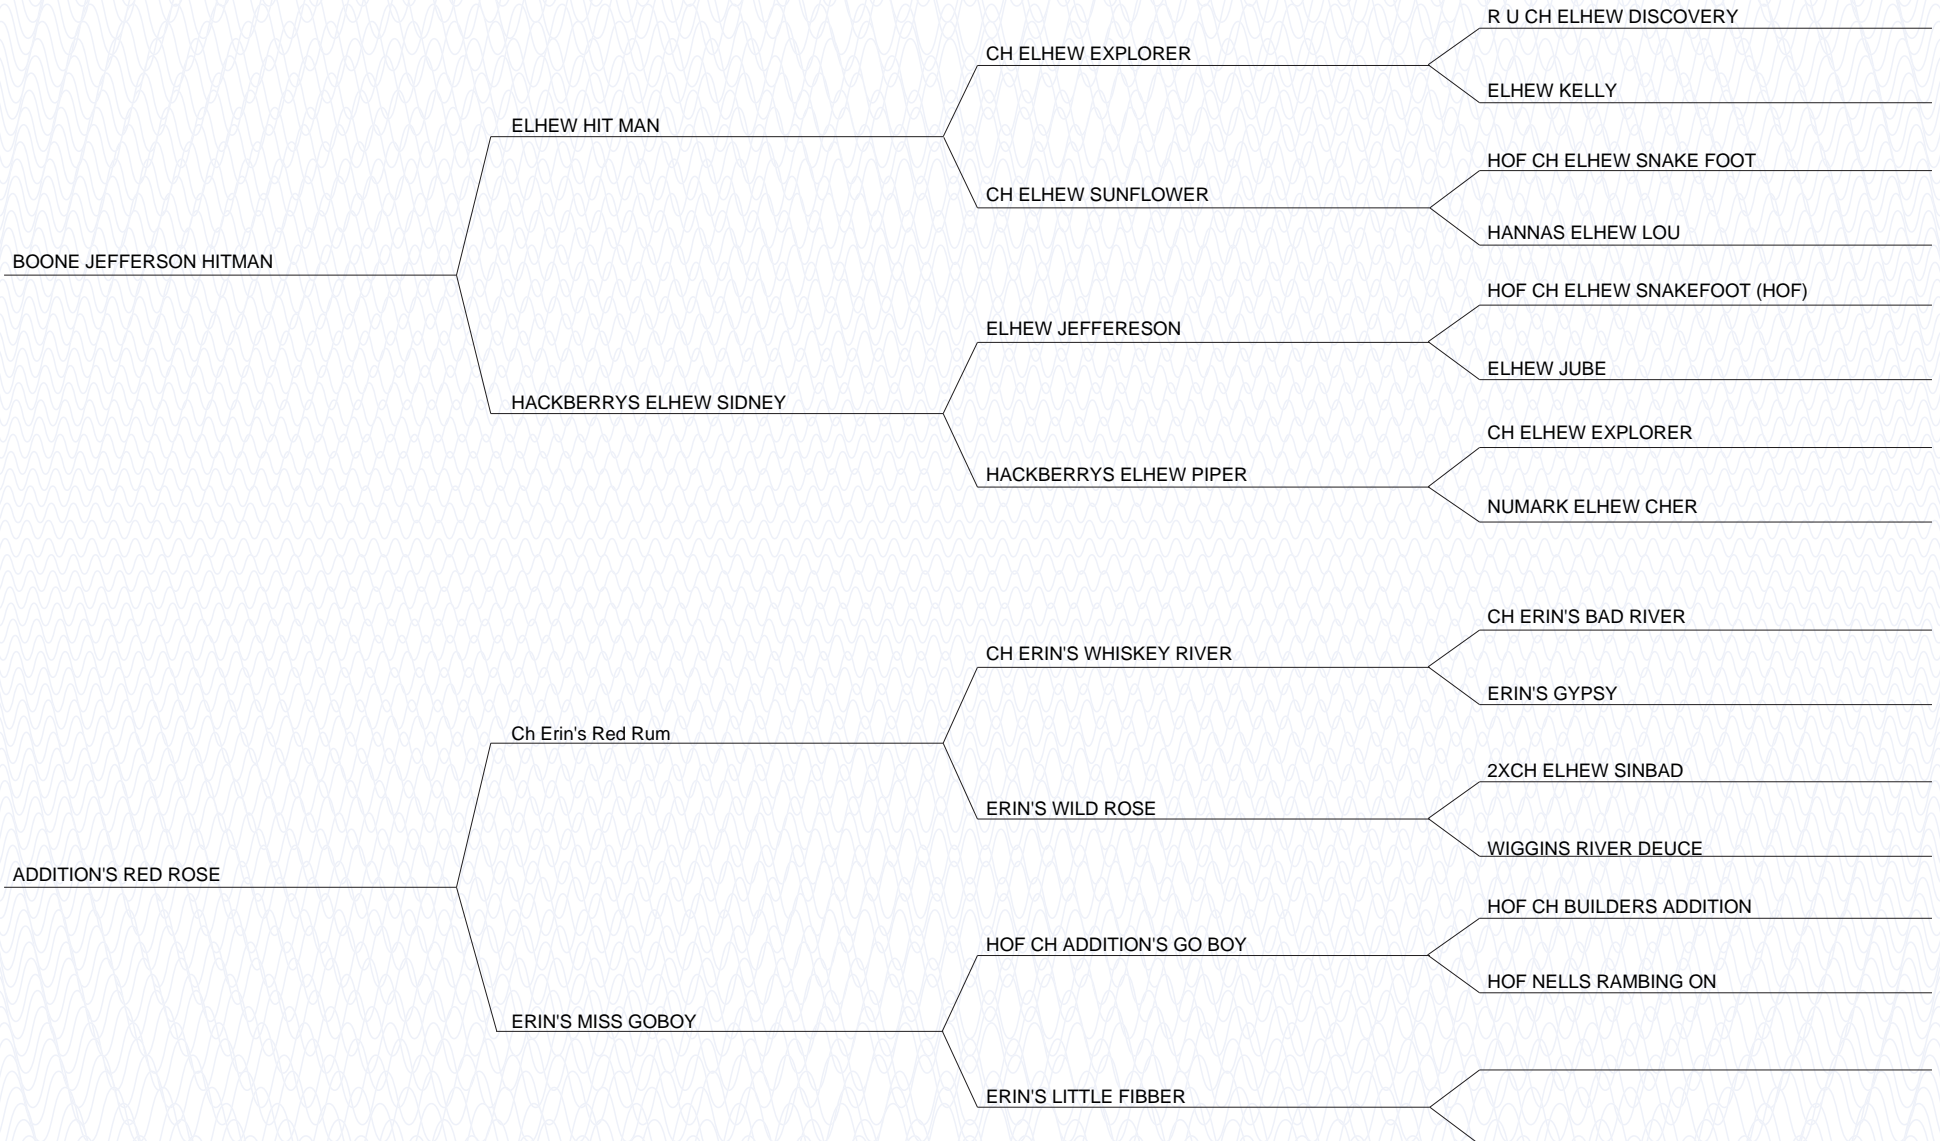 R U CH ELHEW DISCOVERY
CH ELHEW EXPLORER
ELHEW KELLY
ELHEW HIT MAN
HOF CH ELHEW SNAKE FOOT
CH ELHEW SUNFLOWER
HANNAS ELHEW LOU
BOONE JEFFERSON HITMAN
HOF CH ELHEW SNAKEFOOT (HOF)
ELHEW JEFFERESON
ELHEW JUBE
HACKBERRYS ELHEW SIDNEY
CH ELHEW EXPLORER
HACKBERRYS ELHEW PIPER
NUMARK ELHEW CHER
CH ERIN'S BAD RIVER
CH ERIN'S WHISKEY RIVER
ERIN'S GYPSY
Ch Erin's Red Rum
2XCH ELHEW SINBAD
ERIN'S WILD ROSE
WIGGINS RIVER DEUCE
ADDITION'S RED ROSE
HOF CH BUILDERS ADDITION
HOF CH ADDITION'S GO BOY
HOF NELLS RAMBING ON
ERIN'S MISS GOBOY
ERIN'S LITTLE FIBBER